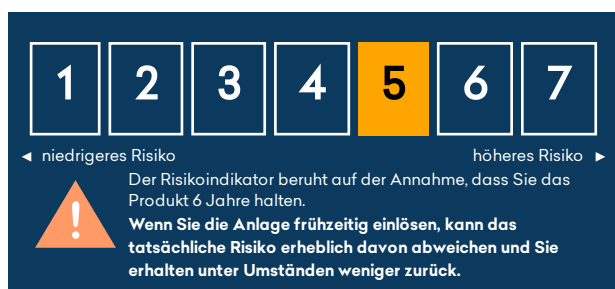 1 2 3 4 5 6 7
◄ niedrigeres Risiko höheres Risiko ►
Der Risikoindikator beruht auf der Annahme, dass Sie das
Produkt 6 Jahre halten.
Wenn Sie die Anlage frühzeitig einlösen, kann das
tatsächliche Risiko erheblich davon abweichen und Sie
erhalten unter Umständen weniger zurück.